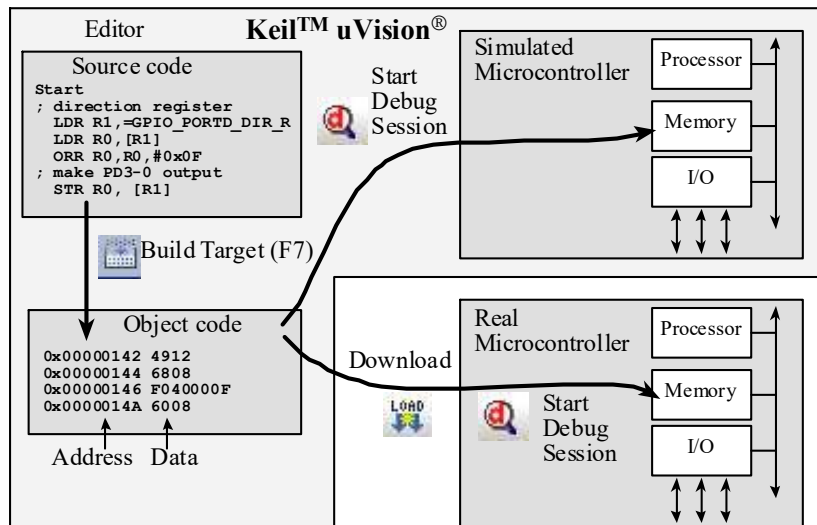 Keil™ uVision®
Editor
Source code
Start
; direction register
LDR R1,=GPIO_PORTD_DIR_R
LDR R0,[R1]
ORR R0,R0,#0x0F
; make PD3-0 output
STR R0, [R1]
Build Target (F7)
Object code
0x00000142 4912
0x00000144 6808
0x00000146 F040000F
0x0000014A 6008
Address Data
Start
Debug
Session
Simulated
Microcontroller
Processor
Memory
I/O
Download
LOAD
Real
Microcontroller
Processor
Memory
I/O
Start
Debug
Session